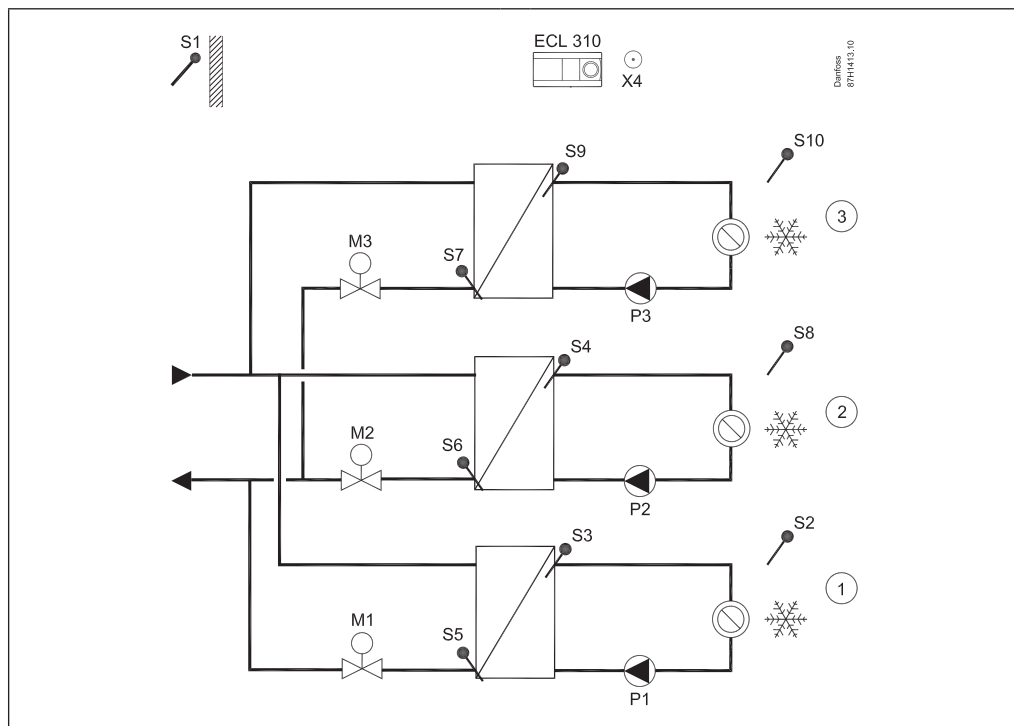 S1
ECL 310
X4
Danfoss
87H1413.10
S10
S9
3
M3
S7
P3
S8
S4
2
M2
S6
P2
S2
S3
1
M1
S5
P1